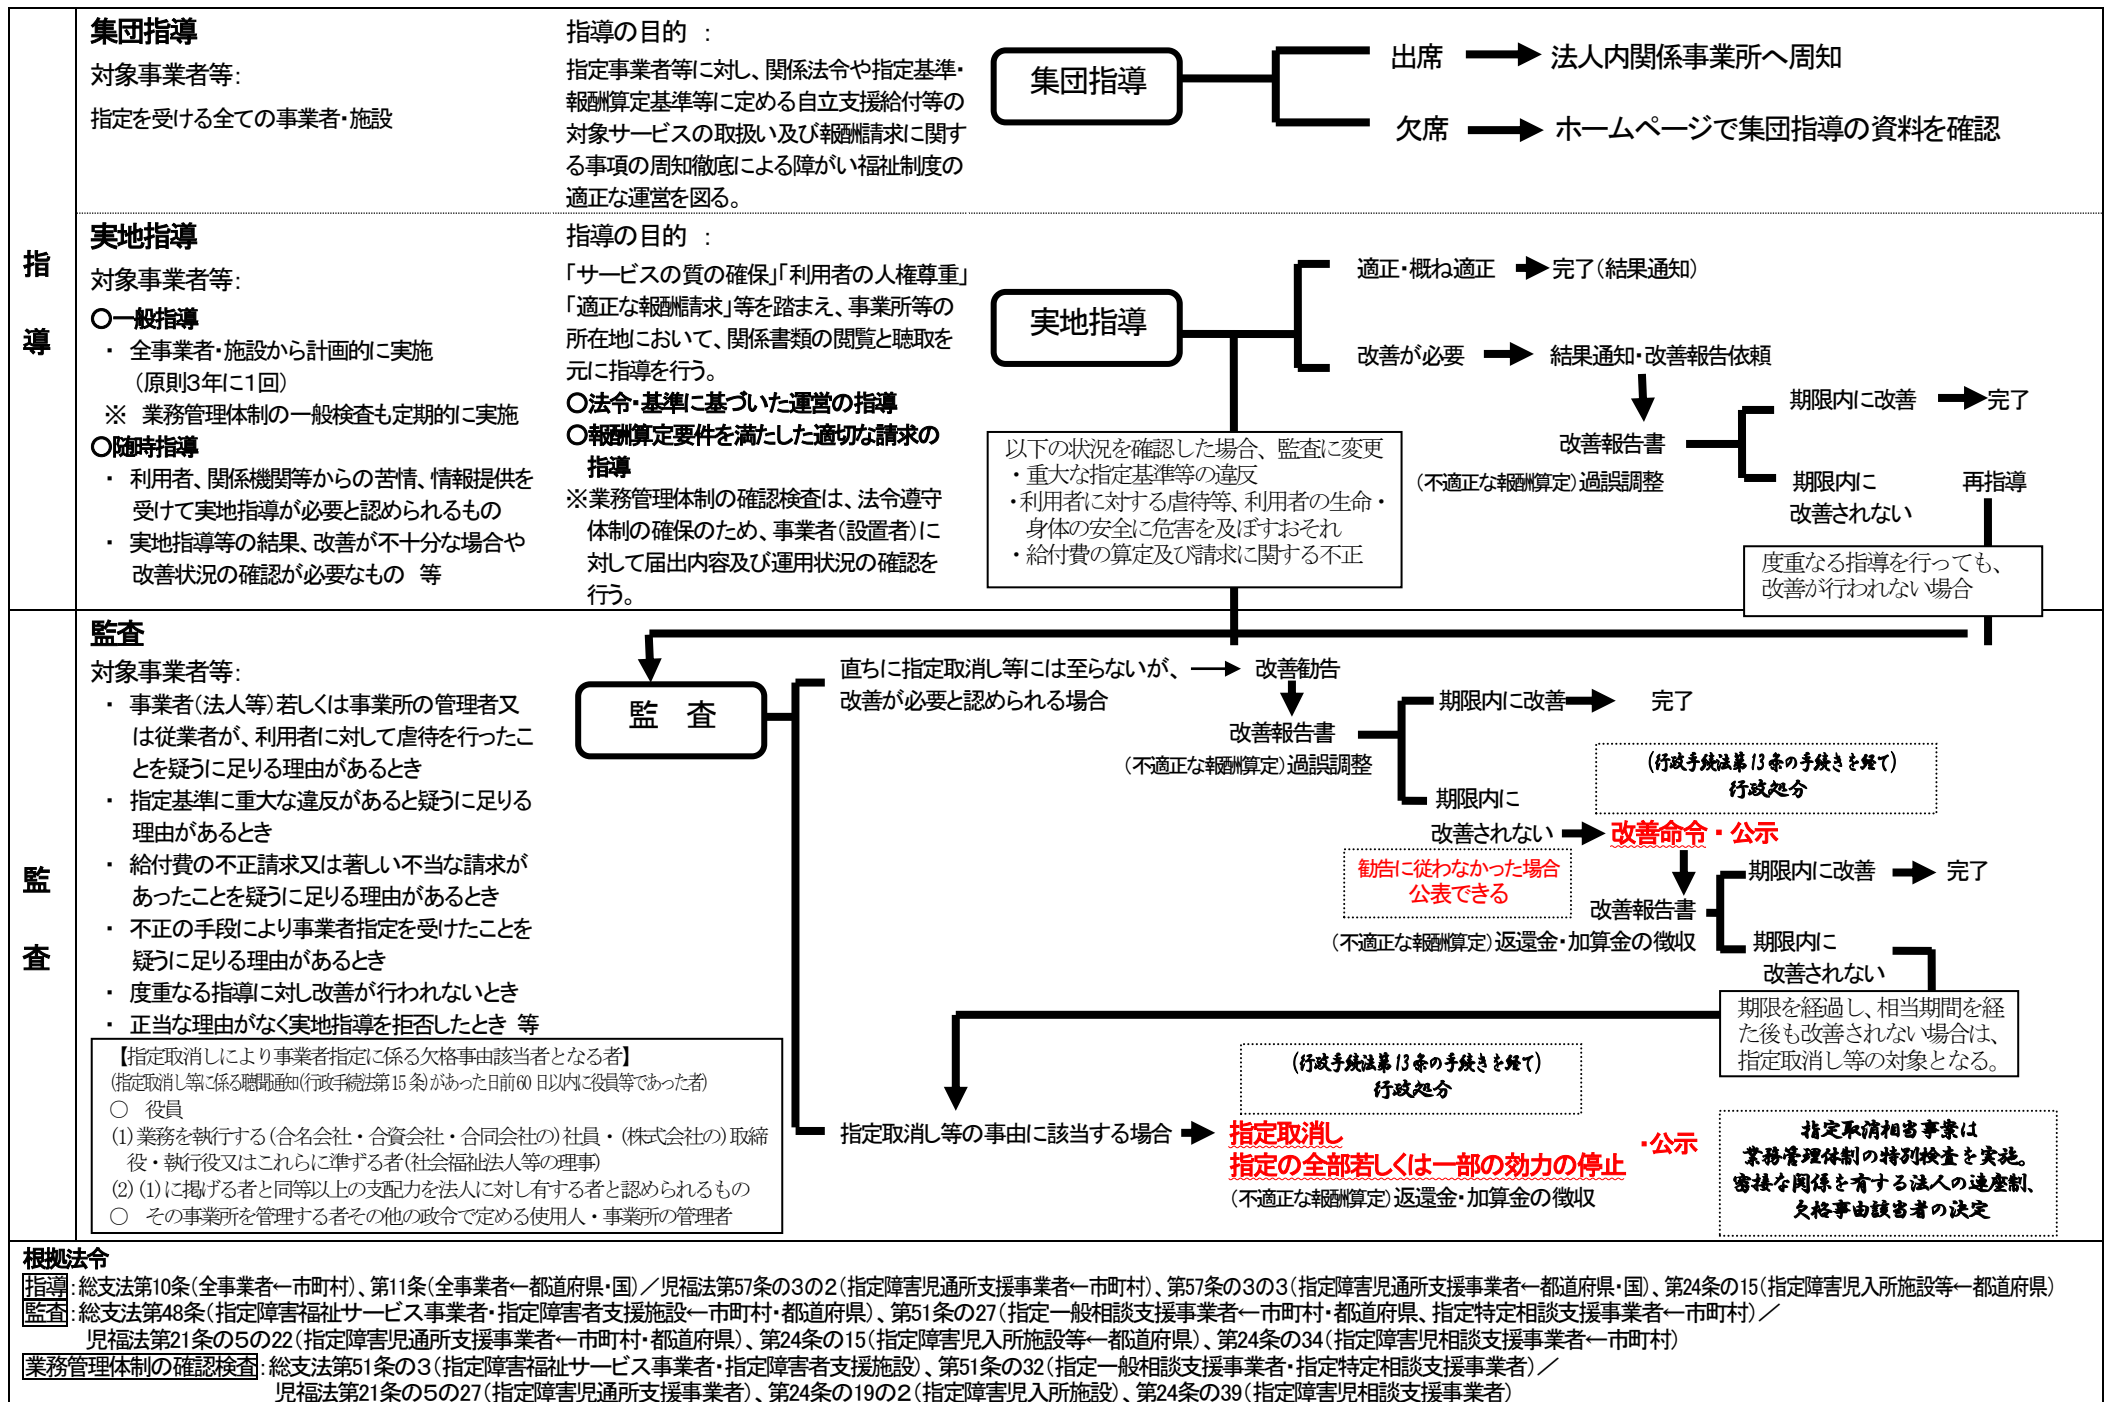 指
導
集団指導
対象事業者等:
指定を受ける全ての事業者・施設
指導の目的 :
指定事業者等に対し、関係法令や指定基準・
報酬算定基準等に定める自立支援給付等の
対象サービスの取扱い及び報酬請求に関す
る事項の周知徹底による障がい福祉制度の
適正な運営を図る。
集団指導
出席
法人内関係事業所へ周知
欠席
ホームページで集団指導の資料を確認
実地指導
対象事業者等:
○一般指導
・ 全事業者・施設から計画的に実施
(原則3年に1回)
※ 業務管理体制の一般検査も定期的に実施
○随時指導
・ 利用者、関係機関等からの苦情、情報提供を
受けて実地指導が必要と認められるもの
・ 実地指導等の結果、改善が不十分な場合や
改善状況の確認が必要なもの 等
指導の目的 :
「サービスの質の確保」「利用者の人権尊重」
「適正な報酬請求」等を踏まえ、事業所等の
所在地において、関係書類の閲覧と聴取を
元に指導を行う。
○法令・基準に基づいた運営の指導
○報酬算定要件を満たした適切な請求の
指導
※業務管理体制の確認検査は、法令遵守
体制の確保のため、事業者(設置者)に
対して届出内容及び運用状況の確認を
行う。
実地指導
適正・概ね適正
完了(結果通知)
改善が必要
結果通知・改善報告依頼
改善報告書
(不適正な報酬算定)過誤調整
期限内に改善
完了
期限内に
改善されない
再指導
以下の状況を確認した場合、監査に変更
・重大な指定基準等の違反
・利用者に対する虐待等、利用者の生命・
身体の安全に危害を及ぼすおそれ
・給付費の算定及び請求に関する不正
度重なる指導を行っても、
改善が行われない場合
監
査
監査
対象事業者等:
・ 事業者(法人等)若しくは事業所の管理者又
は従業者が、利用者に対して虐待を行ったこ
とを疑うに足りる理由があるとき
・ 指定基準に重大な違反があると疑うに足りる
理由があるとき
・ 給付費の不正請求又は著しい不当な請求が
あったことを疑うに足りる理由があるとき
・ 不正の手段により事業者指定を受けたことを
疑うに足りる理由があるとき
・ 度重なる指導に対し改善が行われないとき
・ 正当な理由がなく実地指導を拒否したとき 等
【指定取消しにより事業者指定に係る欠格事由該当者となる者】
(指定取消し等に係る聴聞通知(行政手続法第15条)があった日前60日以内に役員等であった者)
○ 役員
(1)業務を執行する(合名会社・合資会社・合同会社の)社員・(株式会社の)取締
役・執行役又はこれらに準ずる者(社会福祉法人等の理事)
(2)(1)に掲げる者と同等以上の支配力を法人に対し有する者と認められるもの
○ その事業所を管理する者その他の政令で定める使用人・事業所の管理者
監 査
直ちに指定取消し等には至らないが、
改善が必要と認められる場合
改善勧告
改善報告書
(不適正な報酬算定)過誤調整
期限内に改善
完了
期限内に
改善されない
(行政手続法第13条の手続きを経て)
行政処分
改善命令・公示
勧告に従わなかった場合
公表できる
改善報告書
(不適正な報酬算定)返還金・加算金の徴収
期限内に改善
完了
期限内に
改善されない
期限を経過し、相当期間を経
た後も改善されない場合は、
指定取消し等の対象となる。
(行政手続法第13条の手続きを経て)
行政処分
指定取消し等の事由に該当する場合
指定取消し
指定の全部若しくは一部の効力の停止
・公示
(不適正な報酬算定)返還金・加算金の徴収
指定取消相当事案は
業務管理体制の特別検査を実施。
密接な関係を有する法人の連座制、
欠格事由該当者の決定
根拠法令
指導:総支法第10条(全事業者←市町村)、第11条(全事業者←都道府県・国)/児福法第57条の3の2(指定障害児通所支援事業者←市町村)、第57条の3の3(指定障害児通所支援事業者←都道府県・国)、第24条の15(指定障害児入所施設等←都道府県)
監査:総支法第48条(指定障害福祉サービス事業者・指定障害者支援施設←市町村・都道府県)、第51条の27(指定一般相談支援事業者←市町村・都道府県、指定特定相談支援事業者←市町村)/
児福法第21条の5の22(指定障害児通所支援事業者←市町村・都道府県)、第24条の15(指定障害児入所施設等←都道府県)、第24条の34(指定障害児相談支援事業者←市町村)
業務管理体制の確認検査:総支法第51条の3(指定障害福祉サービス事業者・指定障害者支援施設)、第51条の32(指定一般相談支援事業者・指定特定相談支援事業者)/
児福法第21条の5の27(指定障害児通所支援事業者)、第24条の19の2(指定障害児入所施設)、第24条の39(指定障害児相談支援事業者)